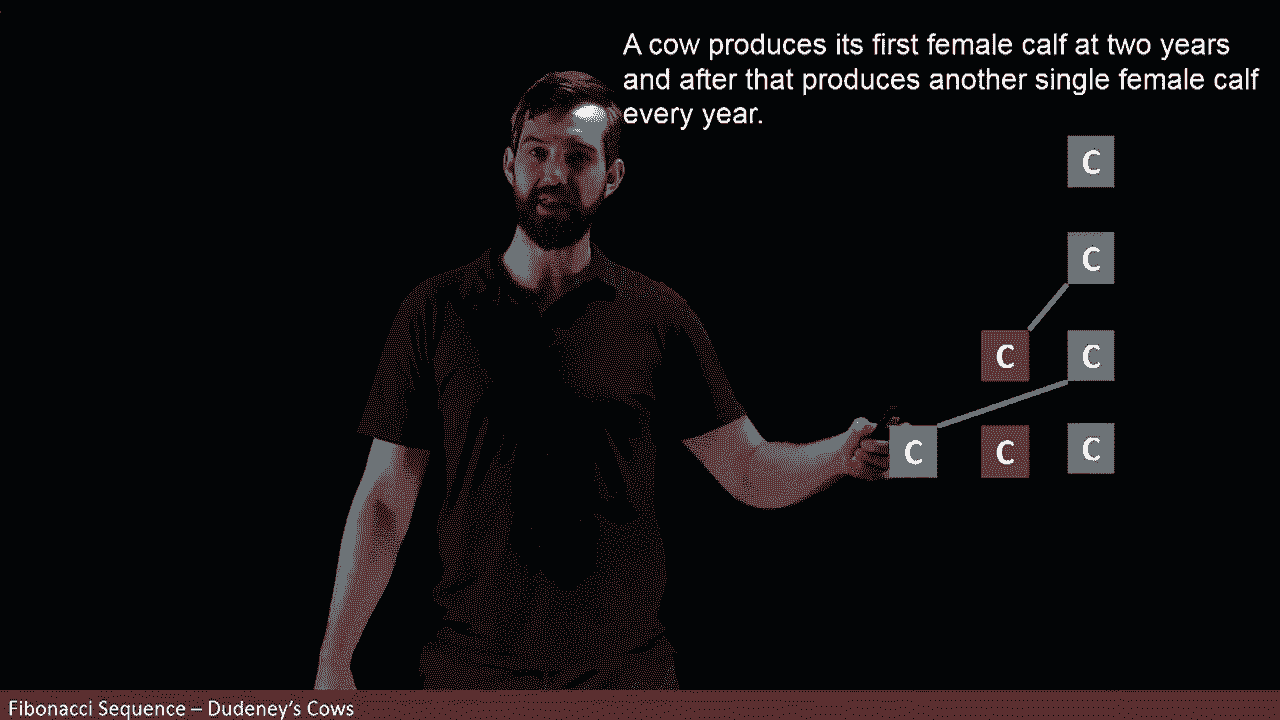 A cow produces its first female calf at two years
and after that produces another single female calf
every year.
C
C
C C
C C C
Fibonacci Sequence – Dudeney's Cows